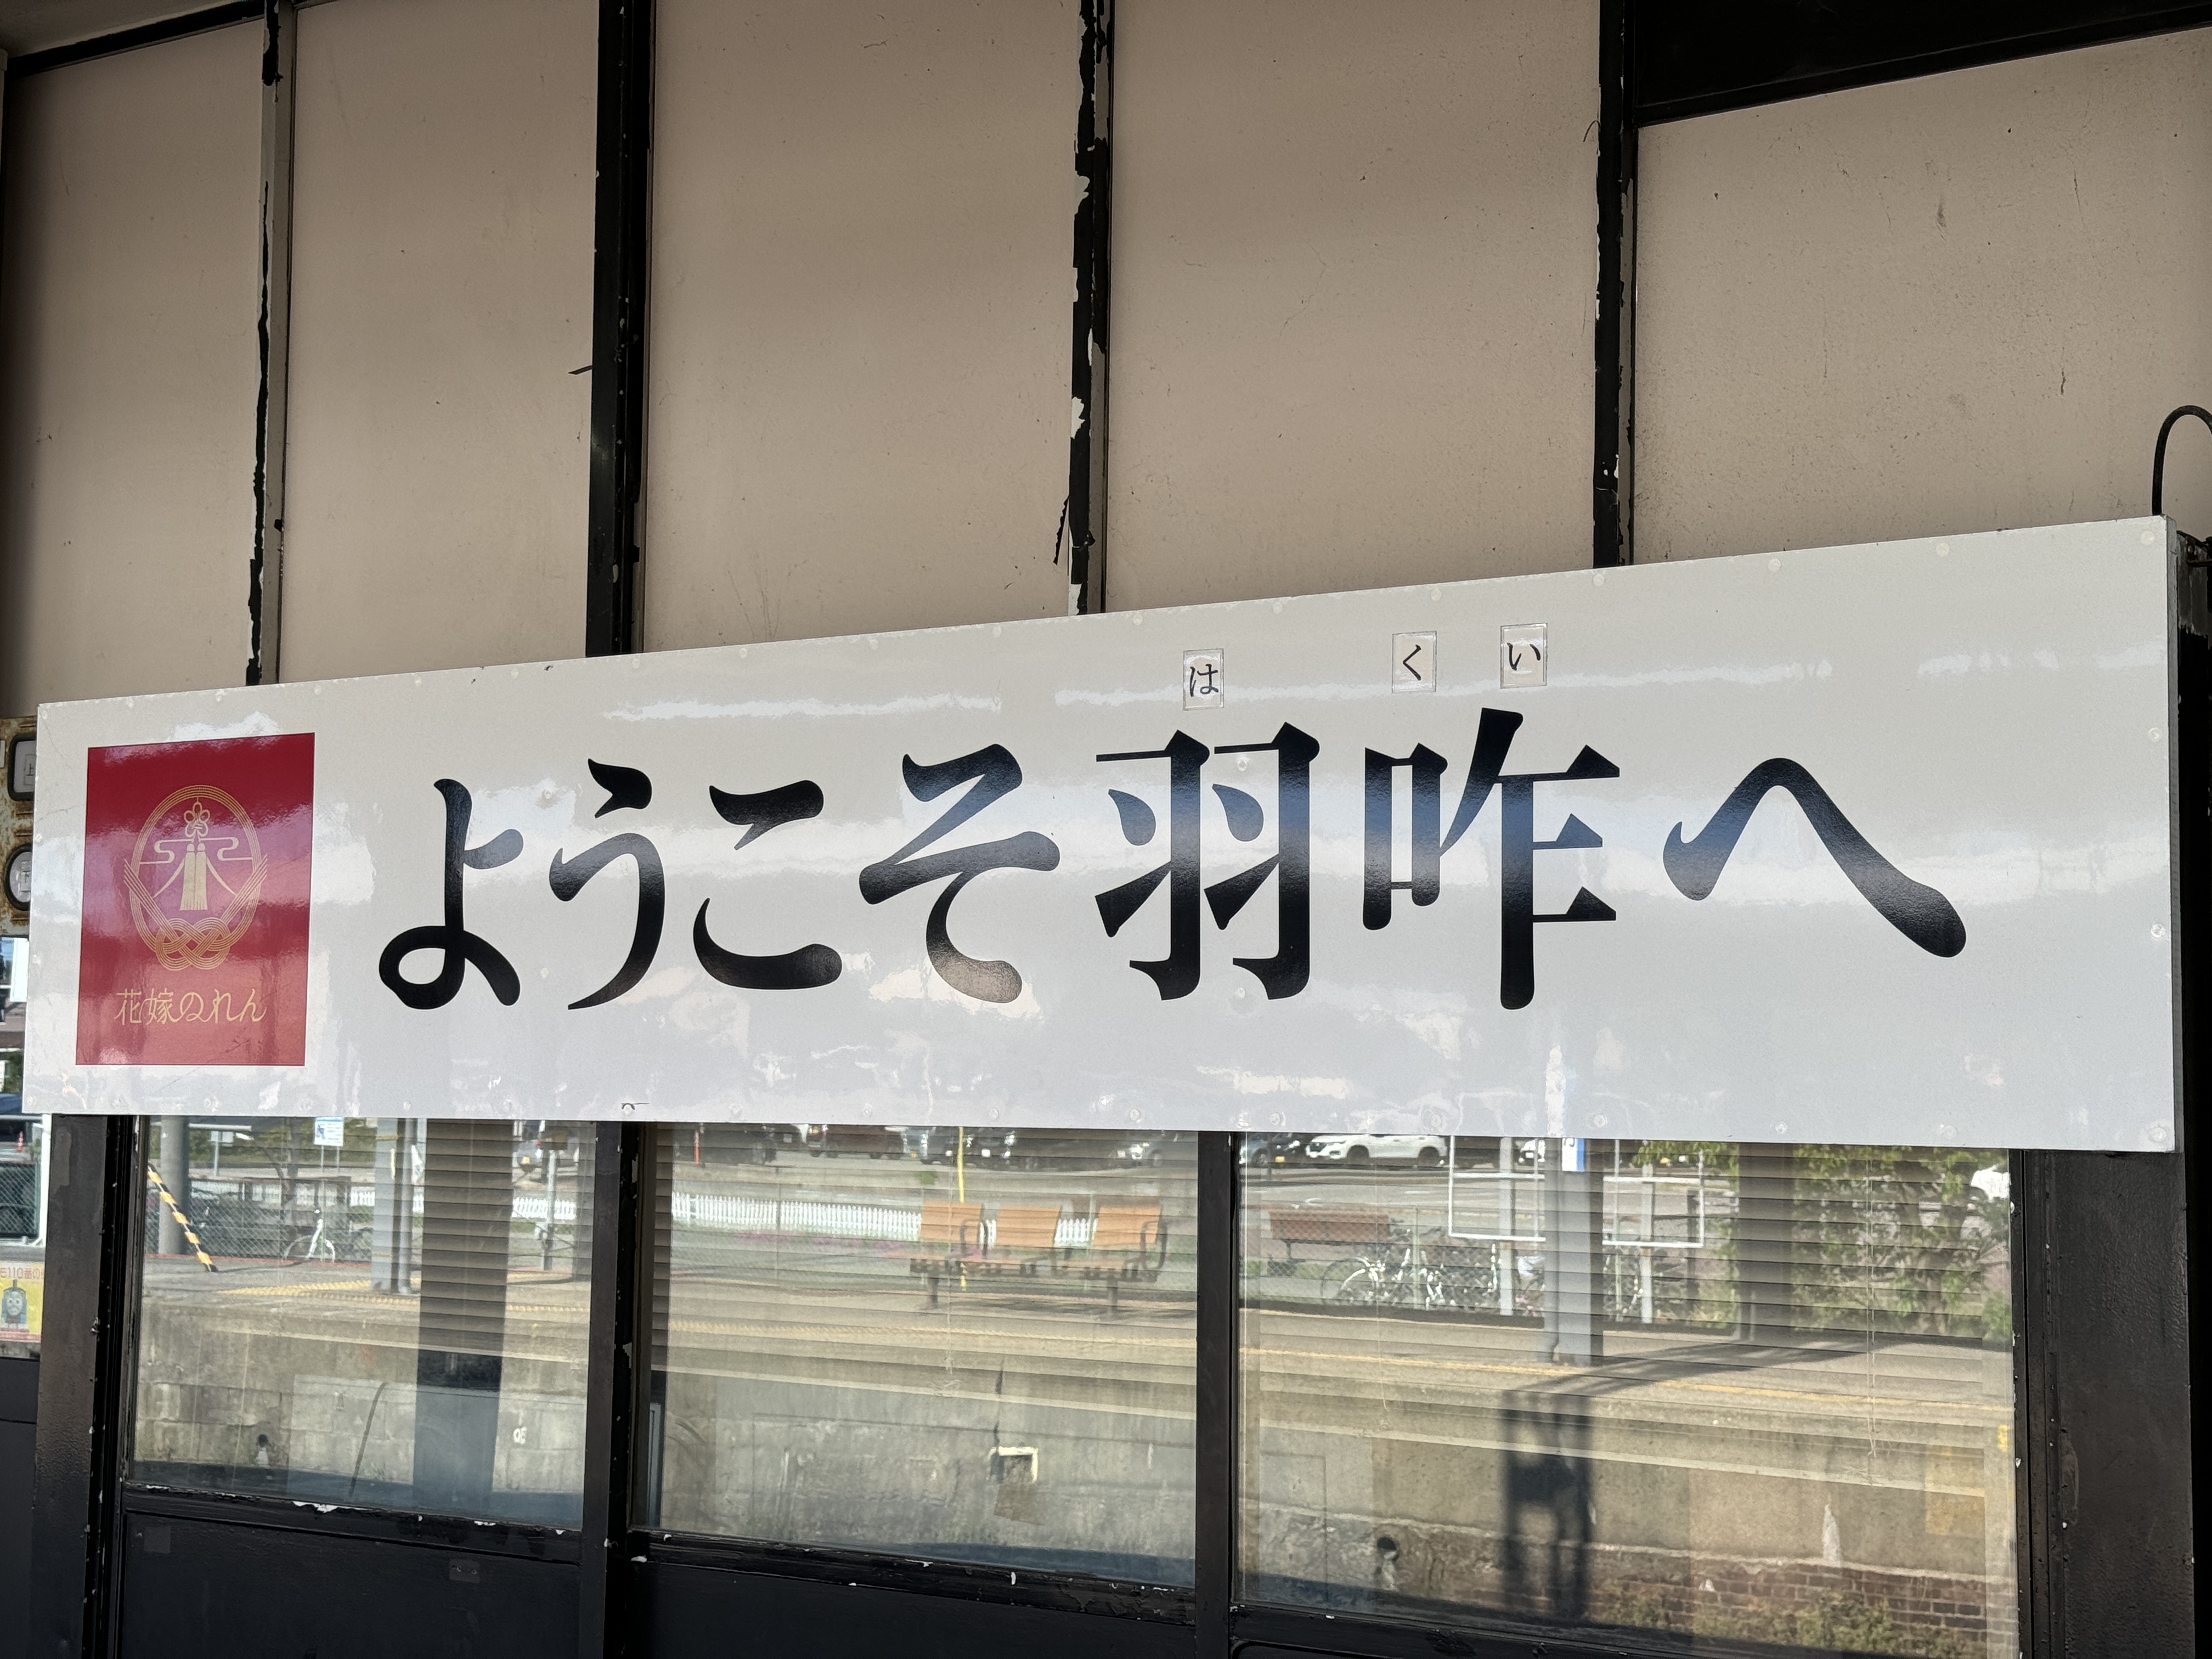 は く い
ようこそ羽咋へ
花嫁のれん